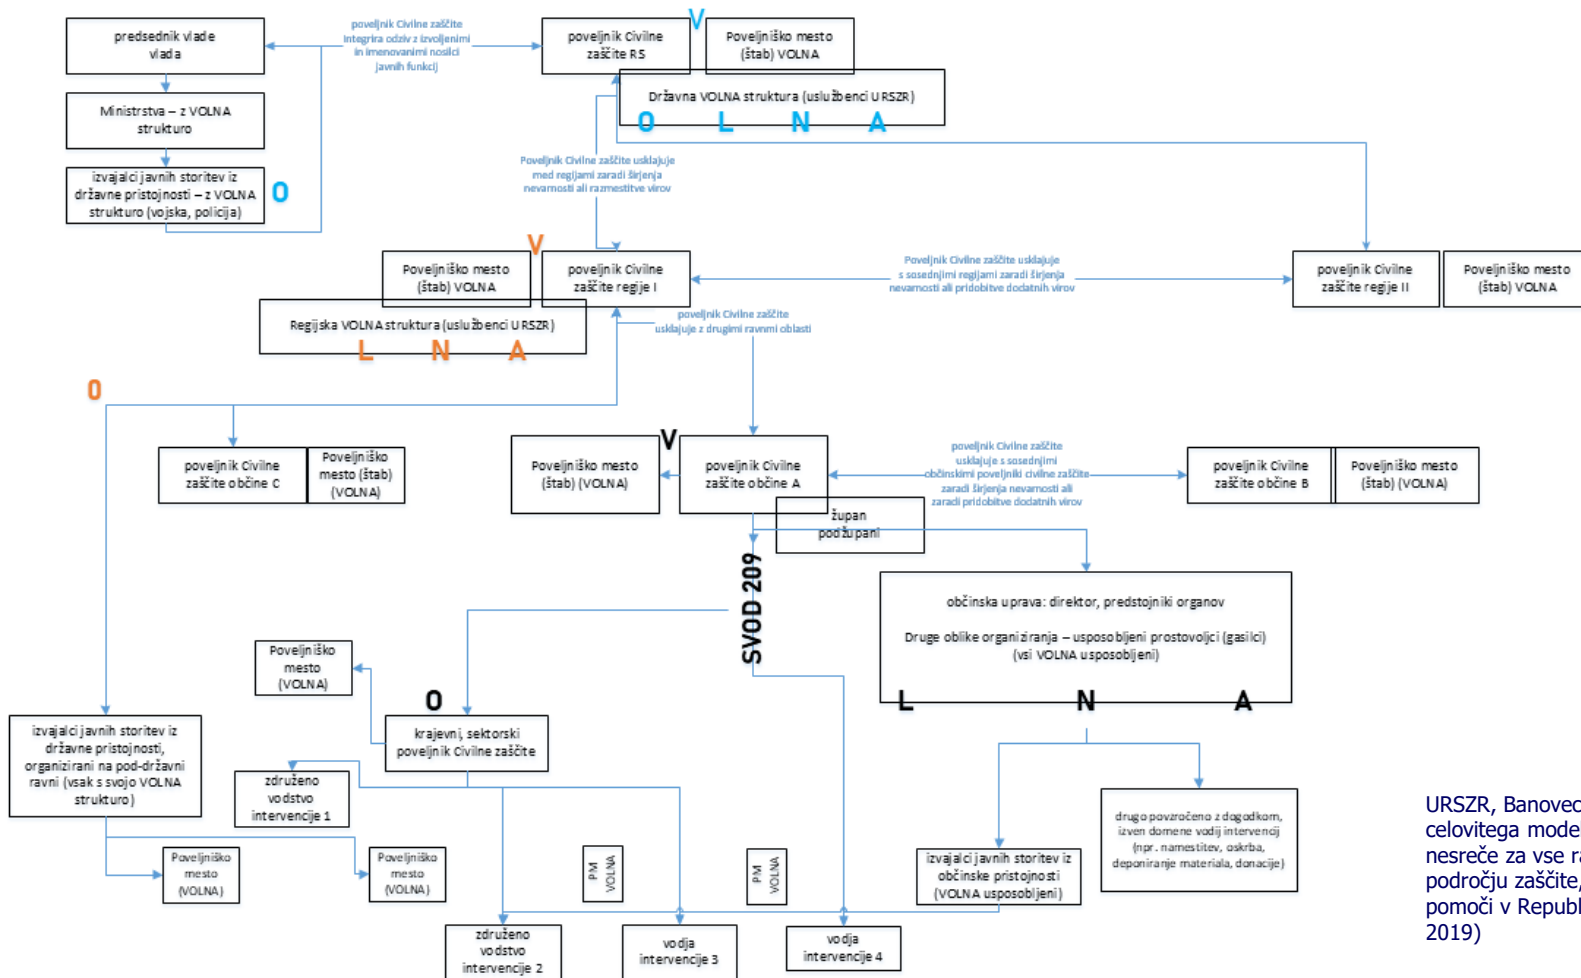 predsednik vlade
vlada
Ministrstva – z VOLNA
strukturo
izvajalci javnih storitev iz
državne pristojnosti – z VOLNA
strukturo (vojska, policija)
O
poveljnik Civilne zaščite
integrira odziv z izvoljenimi
in imenovanimi nosilci
javnih funkcij
poveljnik Civilne
zaščite RS
V
Poveljniško mesto
(štab) VOLNA
Državna VOLNA struktura (uslužbenci URSZR)
O L N A
Poveljnik Civilne zaščite usklajuje
med regijami zaradi širjenja
nevarnosti ali razmestitve virov
Poveljniško mesto
(štab) VOLNA
V
poveljnik Civilne
zaščite regije I
Regijska VOLNA struktura (uslužbenci URSZR)
L N A
Poveljnik Civilne zaščite usklajuje
s sosednjimi regijami zaradi širjenja
nevarnosti ali pridobitve dodatnih virov
poveljnik Civilne
zaščite regije II
Poveljniško mesto
(štab) VOLNA
poveljnik Civilne zaščite
usklajuje z drugimi ravnmi oblasti
O
poveljnik Civilne
zaščite občine C
Poveljniško
mesto (štab)
(VOLNA)
Poveljniško mesto
(štab) (VOLNA)
V
poveljnik Civilne
zaščite občine A
župan
podžupani
poveljnik Civilne zaščite
usklajuje s sosednjimi
občinskimi poveljniki civilne zaščite
zaradi širjenja nevarnosti ali
zaradi pridobitve dodatnih virov
poveljnik Civilne
zaščite občine B
Poveljniško mesto
(štab) (VOLNA)
SVOD 209
občinska uprava: direktor, predstojniki organov
Druge oblike organiziranja – usposobljeni prostovoljci (gasilci)
(vsi VOLNA usposobljeni)
L N A
Poveljniško
mesto
(VOLNA)
O
krajevni, sektorski
poveljnik Civilne zaščite
izvajalci javnih storitev iz
državne pristojnosti,
organizirani na pod-državni
ravni (vsak s svojo VOLNA
strukturo)
združeno
vodstvo
intervencije 1
Poveljniško
mesto
(VOLNA)
Poveljniško
mesto
(VOLNA)
PM
VOLNA
PM
VOLNA
izvajalci javnih storitev iz
občinske pristojnosti
(VOLNA usposobljeni)
drugo povzročeno z dogodkom,
izven domene vodij intervencij
(npr. namestitev, oskrba,
deponiranje materiala, donacije)
združeno
vodstvo
intervencije 2
vodja
intervencije 3
vodja
intervencije 4
URSZR, Banovec
celovitega mode
nesreče za vse ra
področju zaščite,
pomoči v Republ
2019)